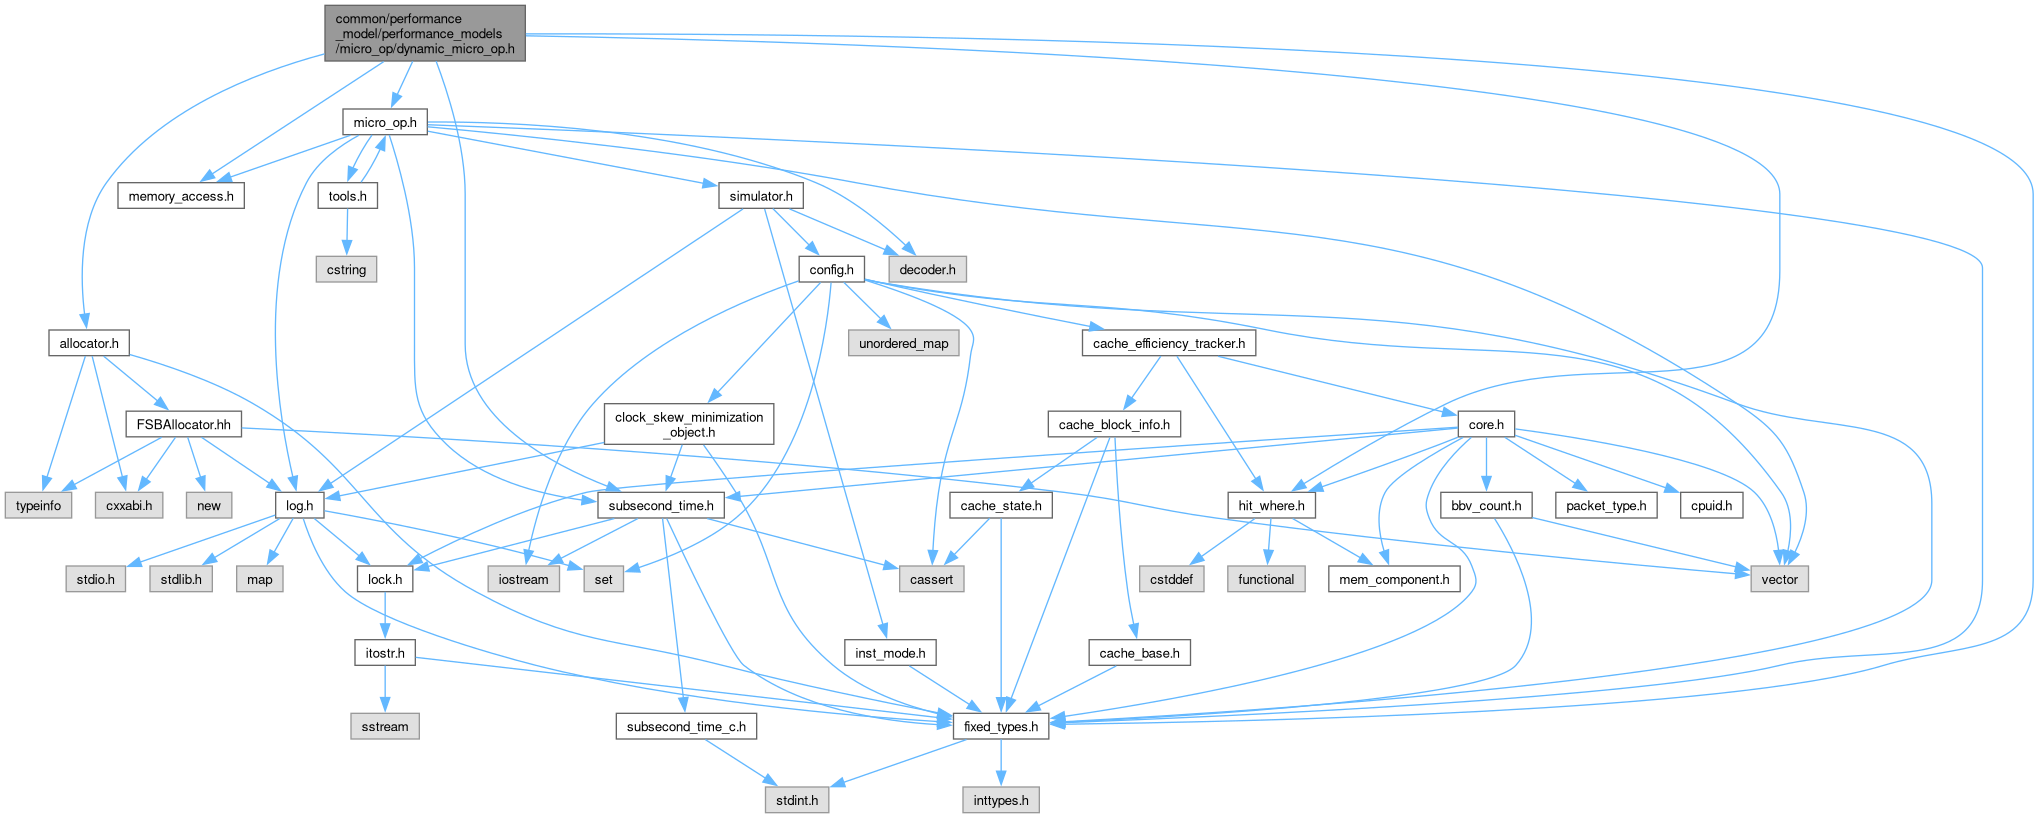 common/performance
_model/performance_models
/micro_op/dynamic_micro_op.h
micro_op.h
memory_access.h
tools.h
simulator.h
cstring
config.h
decoder.h
allocator.h
unordered_map
cache_efficiency_tracker.h
FSBAllocator.hh
clock_skew_minimization
_object.h
cache_block_info.h
core.h
typeinfo
cxxabi.h
new
log.h
subsecond_time.h
cache_state.h
hit_where.h
bbv_count.h
packet_type.h
cpuid.h
stdio.h
stdlib.h
map
lock.h
iostream
set
cassert
cstddef
functional
mem_component.h
vector
itostr.h
inst_mode.h
cache_base.h
sstream
subsecond_time_c.h
fixed_types.h
stdint.h
inttypes.h